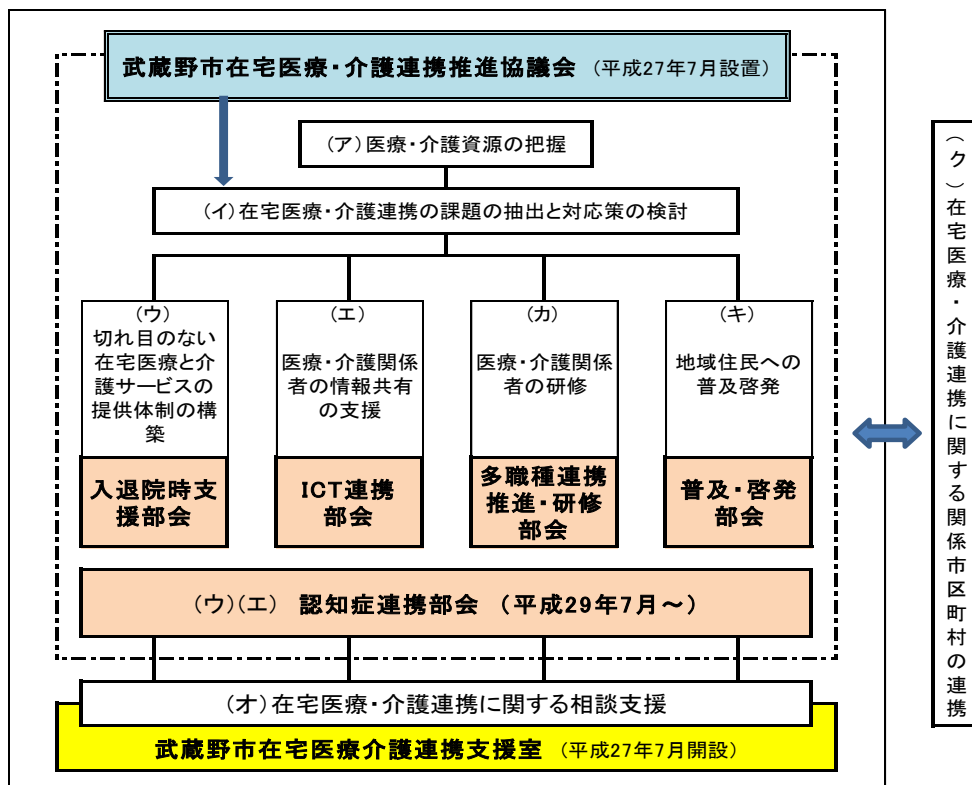 武蔵野市在宅医療・介護連携推進協議会 (平成27年7月設置)
(ア)医療・介護資源の把握
(イ)在宅医療・介護連携の課題の抽出と対応策の検討
(ウ)
切れ目のない
在宅医療と介
護サービスの
提供体制の構
築
入退院時支
援部会
(エ)
医療・介護関係
者の情報共有
の支援
ICT連携
部会
(カ)
医療・介護関係
者の研修
多職種連携
推進・研修
部会
(キ)
地域住民への
普及啓発
普及・啓発
部会
(ウ)(エ) 認知症連携部会 (平成29年7月~)
(オ)在宅医療・介護連携に関する相談支援
武蔵野市在宅医療介護連携支援室 (平成27年7月開設)
(ク)在宅医療・介護連携に関する関係市区町村の連携